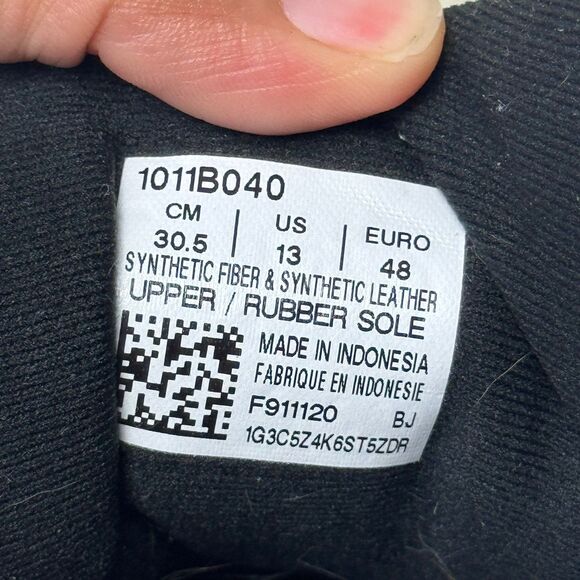 1011B040
CM | US | EURO
30.5 | 13 | 48
SYNTHETIC FIBER & SYNTHETIC LEATHER
UPPER / RUBBER SOLE
MADE IN INDONESIA
FABRIQUE EN INDONESIE
F911120 BJ
1G3C5Z4K6ST5ZDR